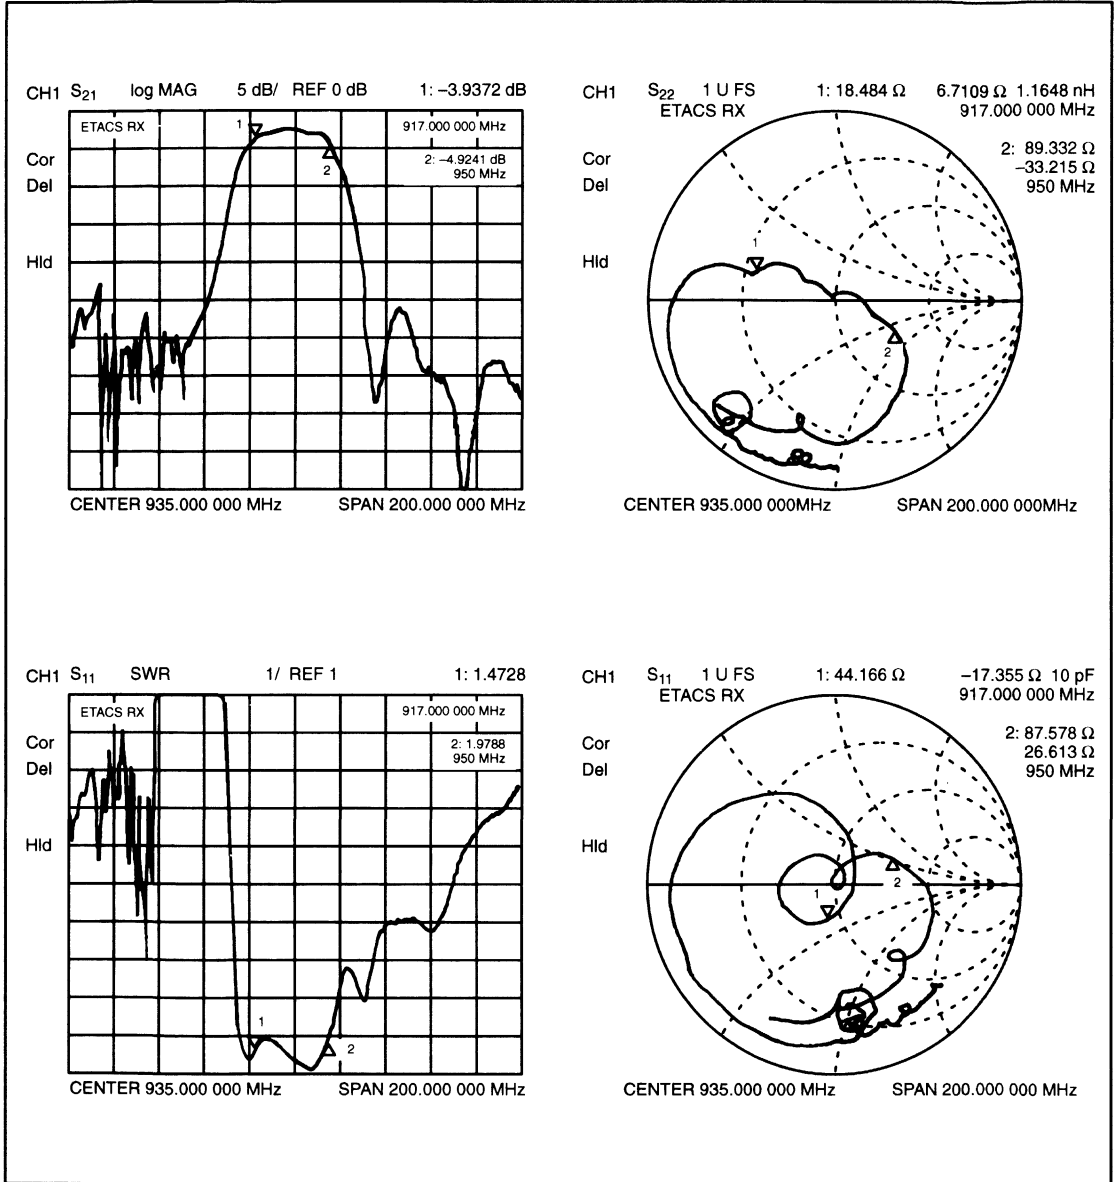 CH1 S21 log MAG 5 dB/ REF 0 dB 1: –3.9372 dB
ETACS RX
917.000 000 MHz
1
Cor
Del
2: –4.9241 dB
950 MHz
2
Hld
CENTER 935.000 000 MHz SPAN 200.000 000 MHz
CH1 S22 1 U FS 1: 18.484 Ω 6.7109 Ω 1.1648 nH
ETACS RX 917.000 000 MHz
Cor
Del
2: 89.332 Ω
–33.215 Ω
950 MHz
Hld
1
2
CENTER 935.000 000MHz SPAN 200.000 000MHz
CH1 S11 SWR 1/ REF 1 1: 1.4728
ETACS RX
917.000 000 MHz
Cor
Del
2: 1.9788
950 MHz
Hld
1
2
CENTER 935.000 000 MHz SPAN 200.000 000 MHz
CH1 S11 1 U FS 1: 44.166 Ω –17.355 Ω 10 pF
ETACS RX 917.000 000 MHz
Cor
Del
2: 87.578 Ω
26.613 Ω
950 MHz
Hld
1
2
CENTER 935.000 000 MHz SPAN 200.000 000 MHz